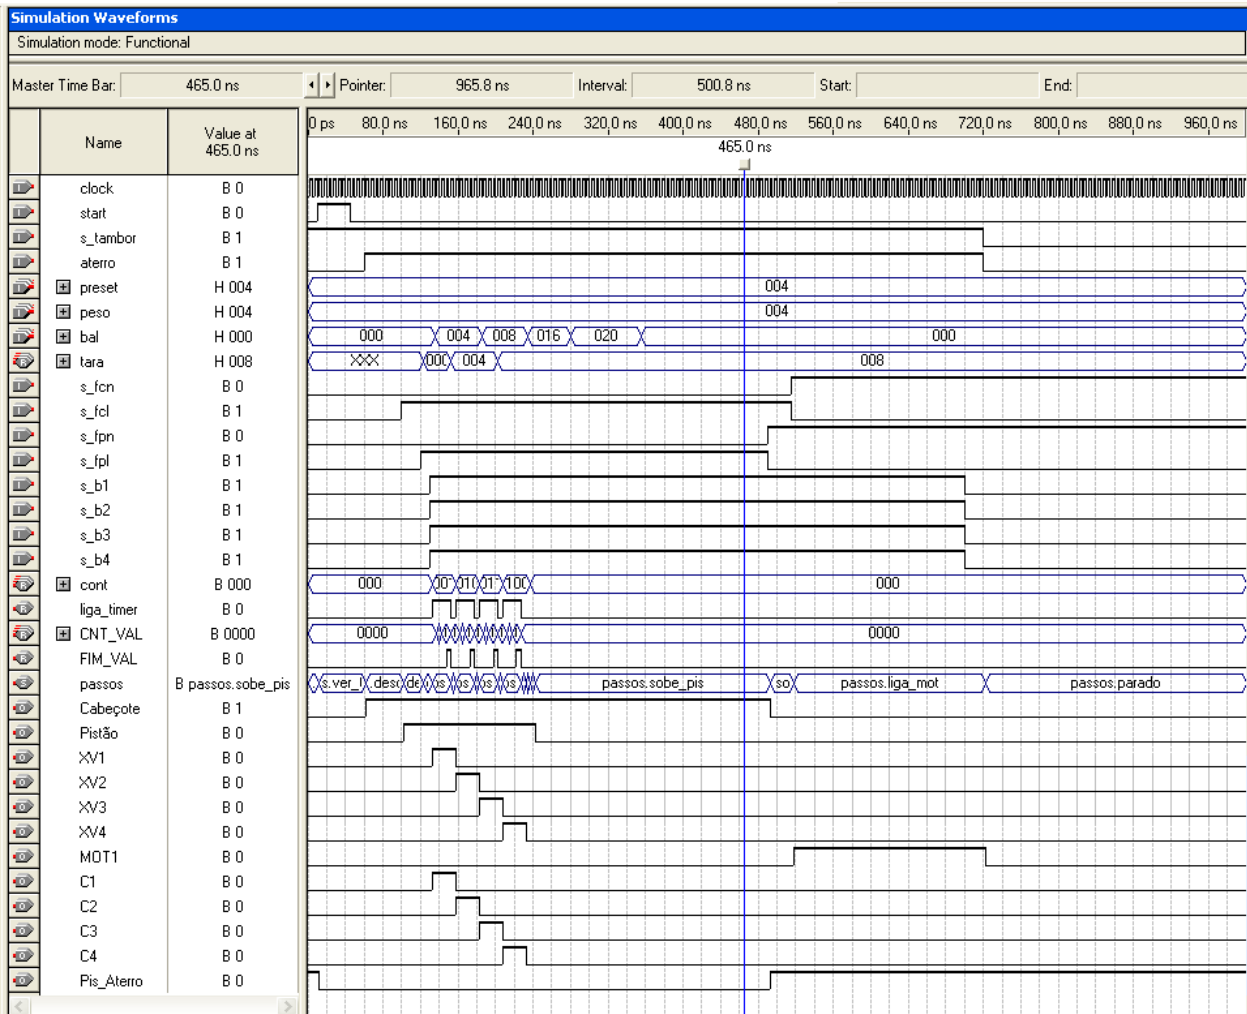 Simulation Waveforms
Simulation mode: Functional
Master Time Bar: 465.0 ns Pointer: 965.8 ns Interval: 500.8 ns Start: End:
Name Value at 465.0 ns 0 ps 80.0 ns 160.0 ns 240.0 ns 320.0 ns 400.0 ns 480.0 ns 560.0 ns 640.0 ns 720.0 ns 800.0 ns 880.0 ns 960.0 ns
465.0 ns
clock B 0
start B 0
s_tambor B 1
aterro B 1
preset H 004 004
peso H 004 004
bal H 000 000 004 008 016 020 000
tara H 008 XXX 000 004 008
s_fcn B 0
s_fcl B 1
s_fpn B 0
s_fpl B 1
s_b1 B 1
s_b2 B 1
s_b3 B 1
s_b4 B 1
cont B 000 000 000
liga_timer B 0
CNT_VAL B 0000 0000 0000
FIM_VAL B 0
passos B passos.sobe_pis passos.sobe_pis so passos.liga_mot passos.parado
Cabeçote B 1
Pistão B 0
XV1 B 0
XV2 B 0
XV3 B 0
XV4 B 0
MOT1 B 0
C1 B 0
C2 B 0
C3 B 0
C4 B 0
Pis_Aterro B 0